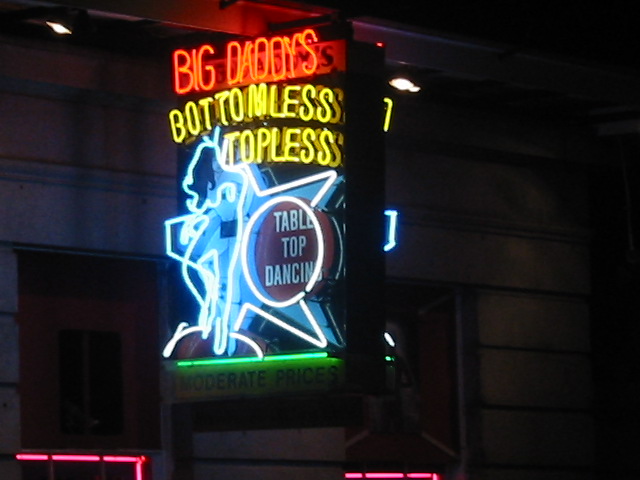 BIG DADDY'S
BOTTOMLESS
TOPLESS
TABLE
TOP
DANCING
MODERATE PRICES